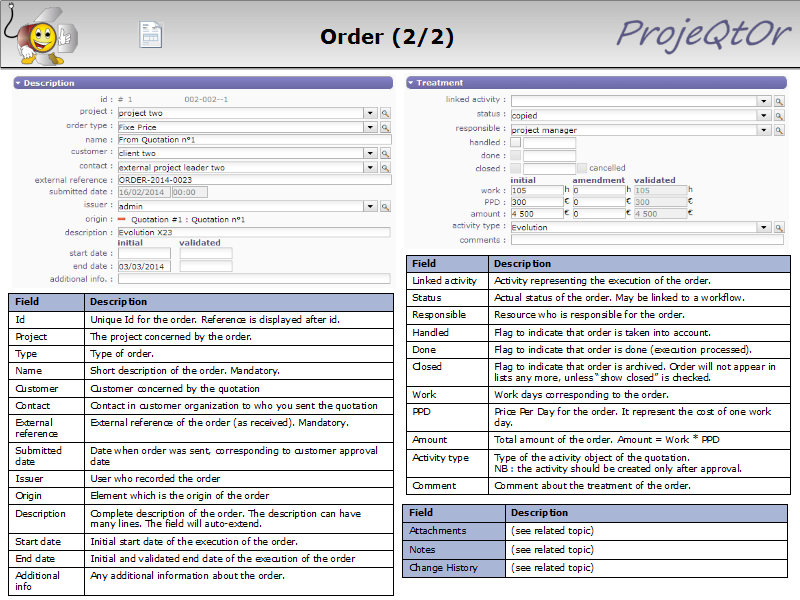 Order (2/2)
ProjeQtOr
Description
id : # 1 002-002--1
project : project two
order type : Fixe Price
name : From Quotation n°1
customer : client two
contact : external project leader two
external reference : ORDER-2014-0023
submitted date : 16/02/2014 00:00
issuer : admin
origin : Quotation #1 : Quotation n°1
description : Evolution X23
initial validated
start date :
end date : 03/03/2014
additional info. :
Field Description
Id Unique Id for the order. Reference is displayed after id.
Project The project concerned by the order.
Type Type of order.
Name Short description of the order. Mandatory.
Customer Customer concerned by the quotation
Contact Contact in customer organization to who you sent the quotation
External External reference of the order (as received). Mandatory.
reference
Submitted Date when order was sent, corresponding to customer approval
date date
Issuer User who recorded the order
Origin Element which is the origin of the order
Description Complete description of the order. The description can have
many lines. The field will auto-extend.
Start date Initial start date of the execution of the order.
End date Initial and validated end date of the execution of the order
Additional Any additional information about the order.
info
Treatment
linked activity :
status : copied
responsible : project manager
handled :
done :
closed : cancelled
initial amendment validated
work : 105 h 0 h 105 h
PPD : 300 € 0 € 300 €
amount : 4 500 € 0 € 4 500 €
activity type : Evolution
comments :
Field Description
Linked activity Activity representing the execution of the order.
Status Actual status of the order. May be linked to a workflow.
Responsible Resource who is responsible for the order.
Handled Flag to indicate that order is taken into account.
Done Flag to indicate that order is done (execution processed).
Closed Flag to indicate that order is archived. Order will not appear in
lists any more, unless “show closed” is checked.
Work Work days corresponding to the order.
PPD Price Per Day for the order. It represent the cost of one work
day.
Amount Total amount of the order. Amount = Work * PPD
Activity type Type of the activity object of the quotation.
NB : the activity should be created only after approval.
Comment Comment about the treatment of the order.
Field Description
Attachments (see related topic)
Notes (see related topic)
Change History (see related topic)